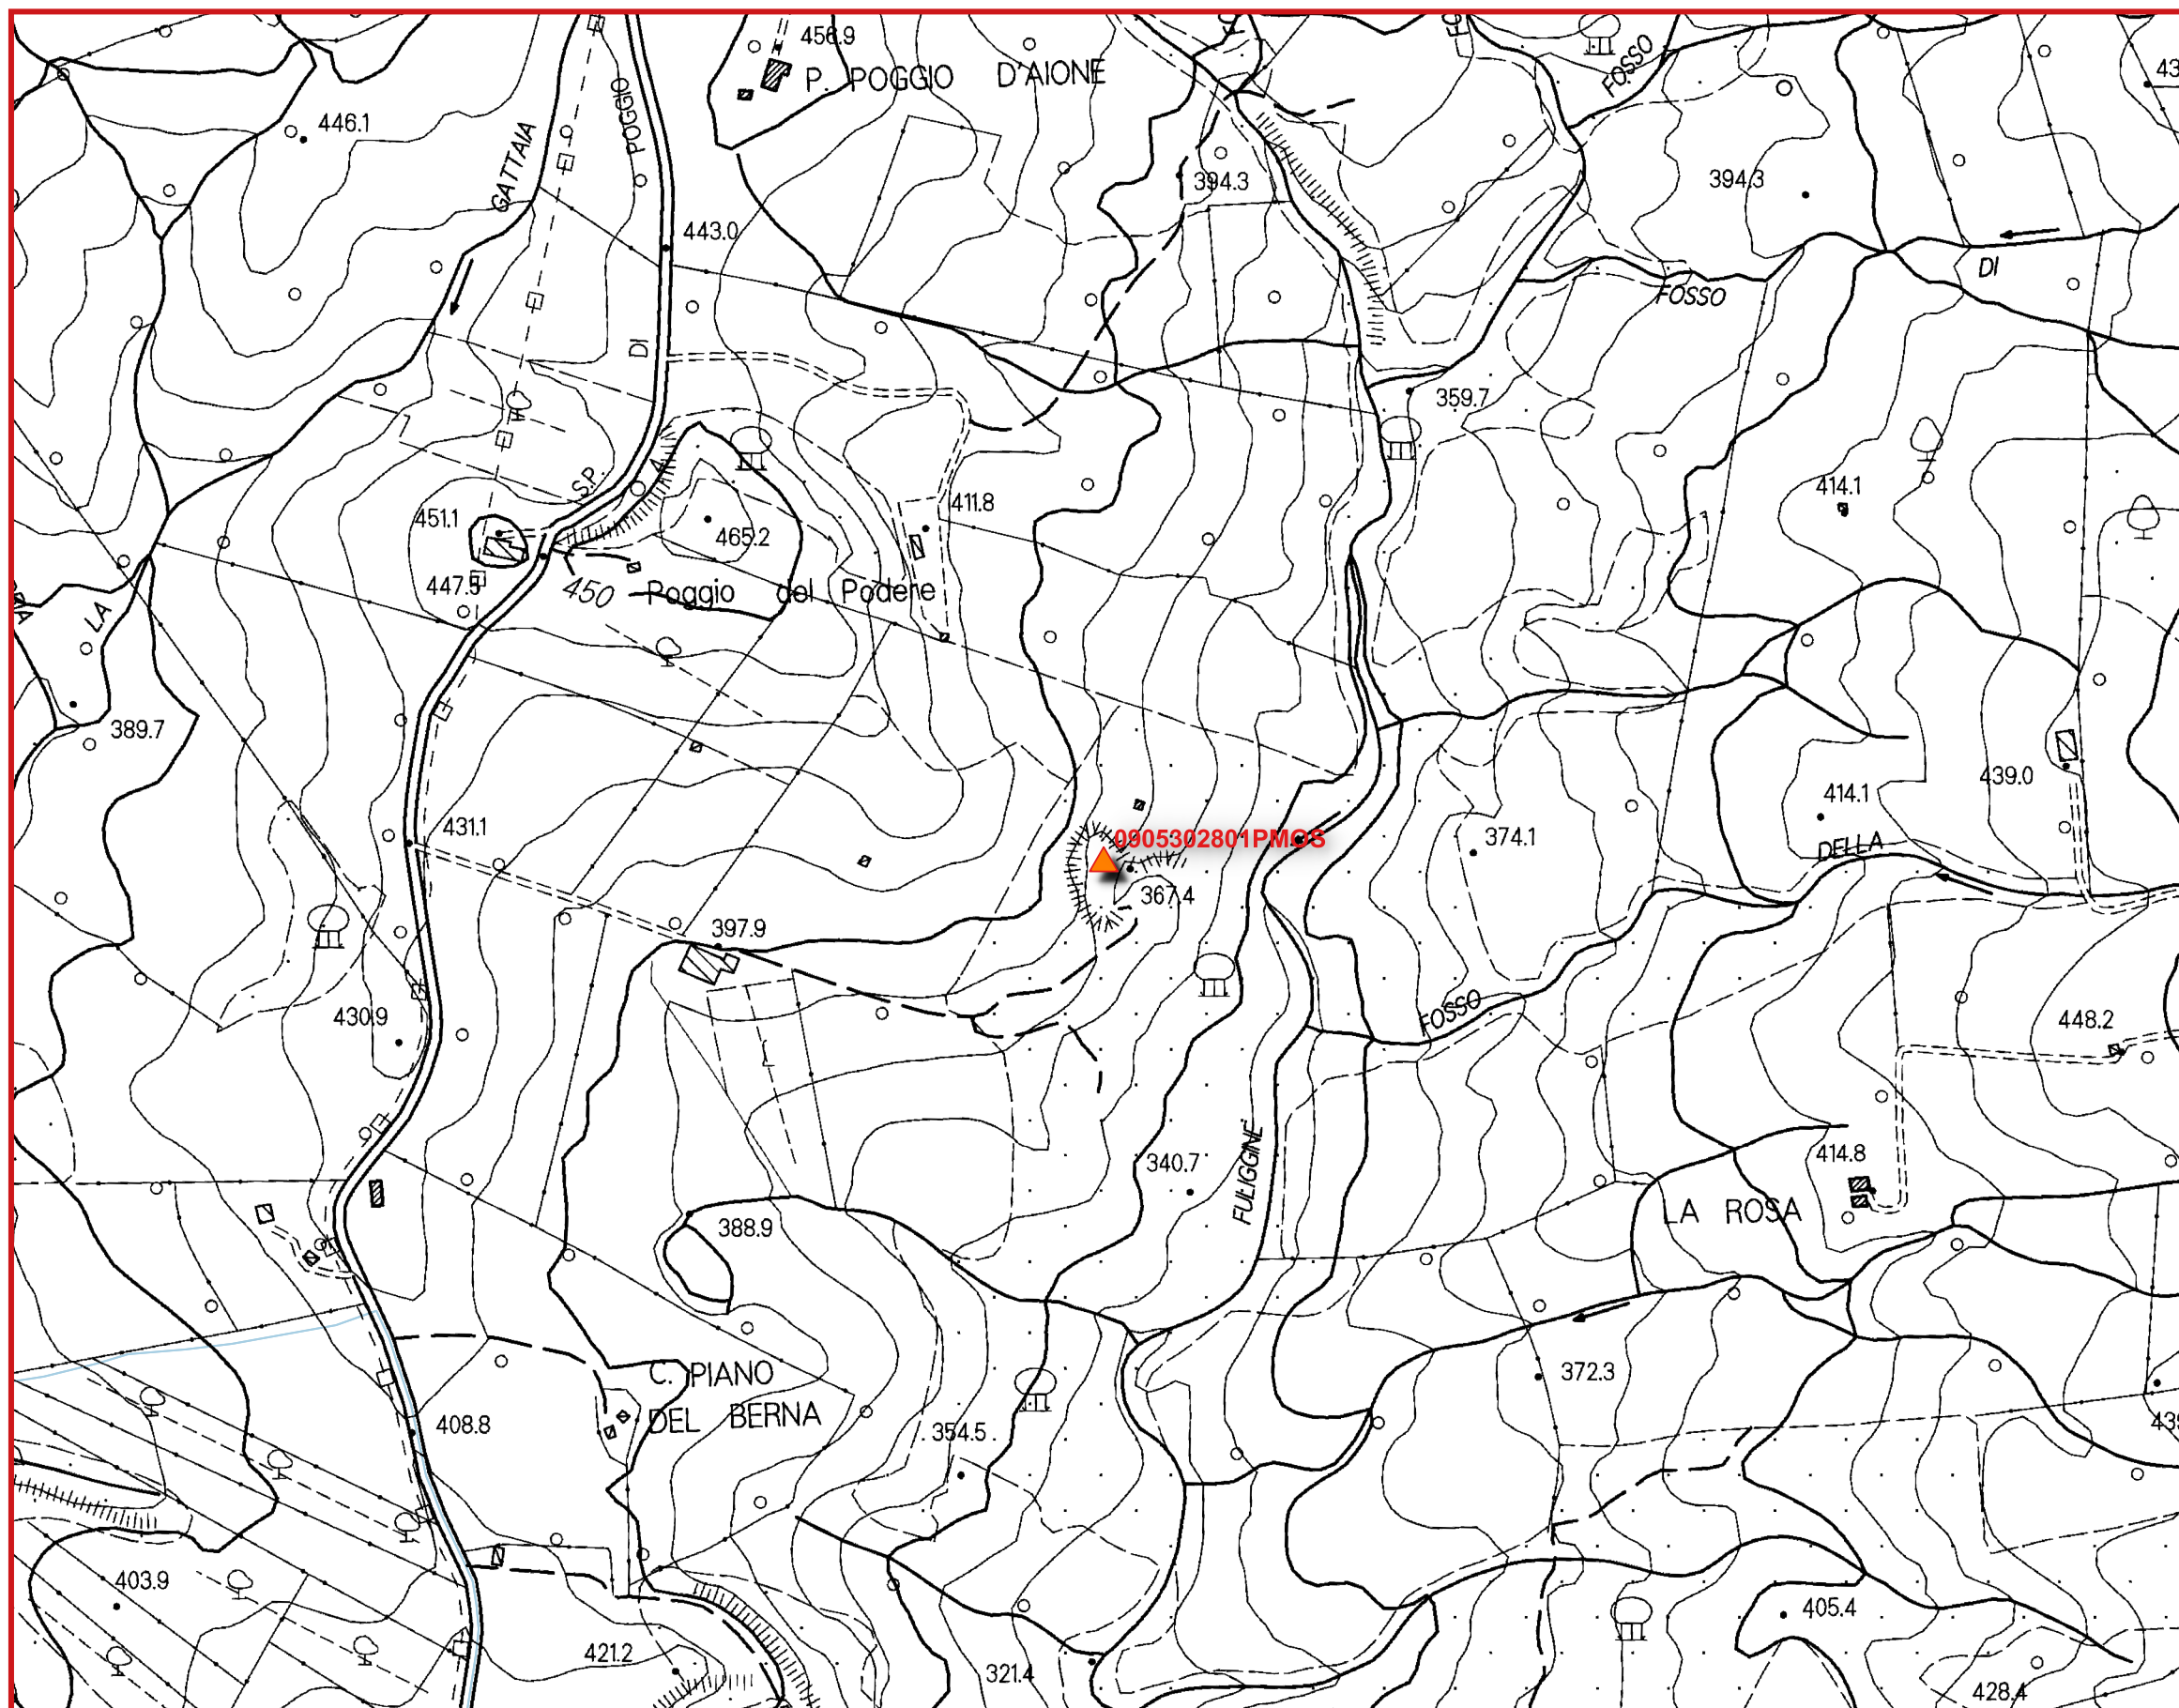 456.9
P. POGGIO D'AIONE
FOSSO
446.1
GATTAIA
POGGIO
394.3
394.3
443.0
DI
FOSSO
DI
359.7
S.P.
451.1
465.2
411.8
414.1
447.5
450
Poggio del Podere
LA
389.7
431.1
0905302801PMOS
367.4
374.1
414.1
439.0
DELLA
397.9
430.9
FOSSO
448.2
340.7
FULIGGINE
414.8
LA ROSA
388.9
C. PIANO
DEL BERNA
372.3
408.8
354.5
403.9
405.4
421.2
321.4
428.4